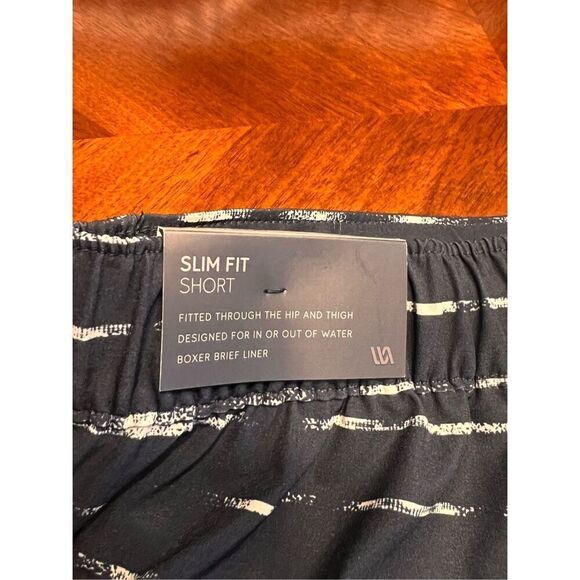 SLIM FIT
SHORT
FITTED THROUGH THE HIP AND THIGH
DESIGNED FOR IN OR OUT OF WATER
BOXER BRIEF LINER